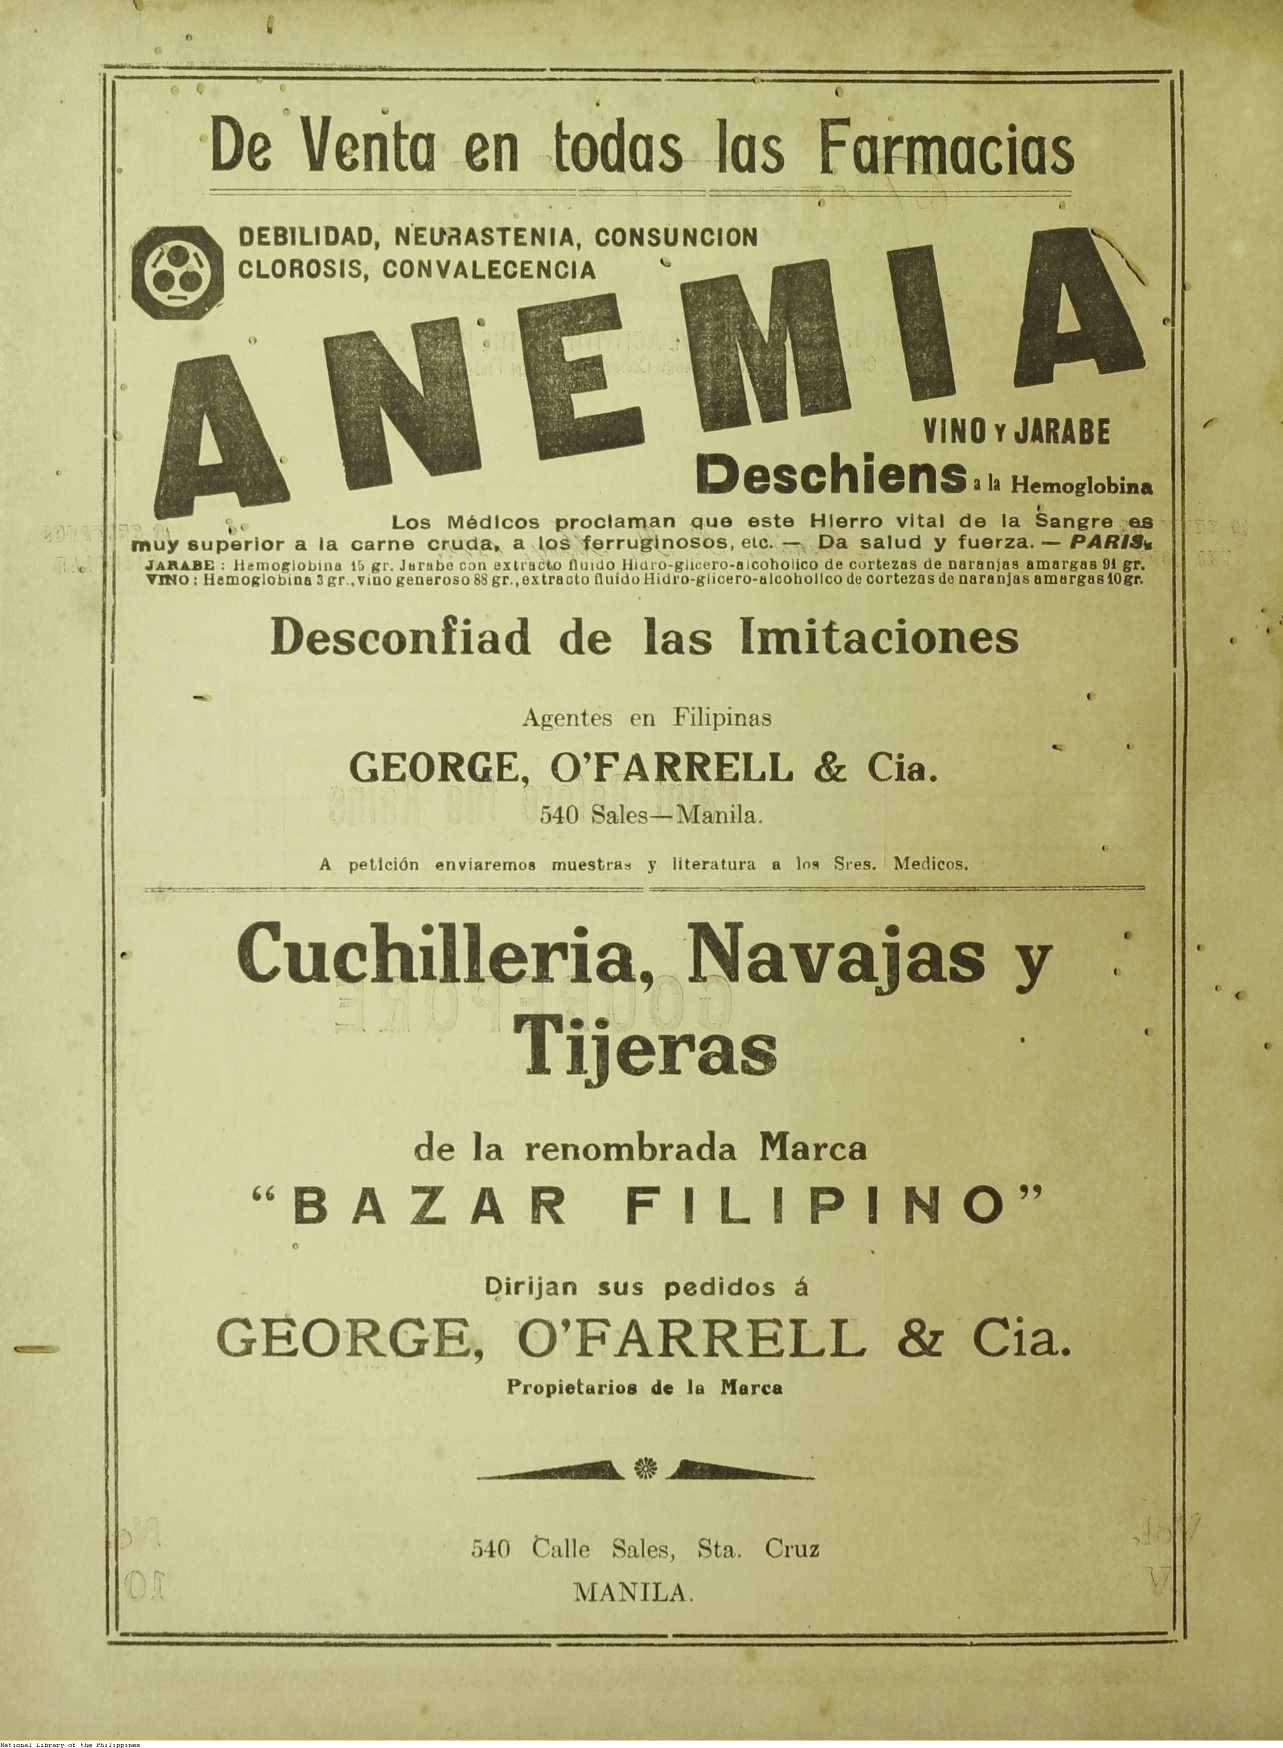 De Venta en todas las Farmacias
DEBILIDAD, NEURASTENIA, CONSUNCION
CLOROSIS, CONVALECENCIA
ANEMIA
VINO Y JARABE
Deschiens a la Hemoglobina
Los Médicos proclaman que este Hierro vital de la Sangre es
muy superior a la carne cruda, a los ferruginosos, etc. — Da salud y fuerza. — PARIS.
JARABE : Hemoglobina 15 gr. Jarabe con extracto fluido Hidro-glicero-alcoholico de cortezas de naranjas amargas 91 gr.
VINO : Hemoglobina 3 gr., vino generoso 88 gr., extracto fluido Hidro-glicero-alcoholico de cortezas de naranjas amargas 10 gr.
Desconfiad de las Imitaciones
Agentes en Filipinas
GEORGE, O'FARRELL & Cia.
540 Sales—Manila.
A petición enviaremos muestras y literatura a los Sres. Medicos.
Cuchilleria, Navajas y
Tijeras
de la renombrada Marca
“BAZAR FILIPINO”
Dirijan sus pedidos á
GEORGE, O'FARRELL & Cia.
Propietarios de la Marca
540 Calle Sales, Sta. Cruz
MANILA.
National Library of the Philippines